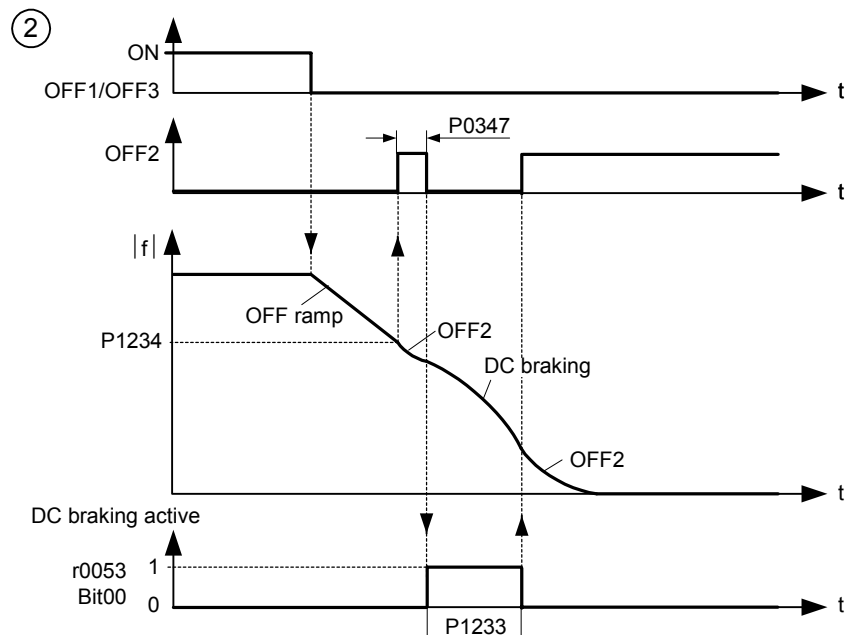 2
ON
OFF1/OFF3
t
P0347
OFF2
t
|f|
OFF ramp
P1234
OFF2
DC braking
OFF2
t
DC braking active
r0053
Bit00
1
0
t
P1233